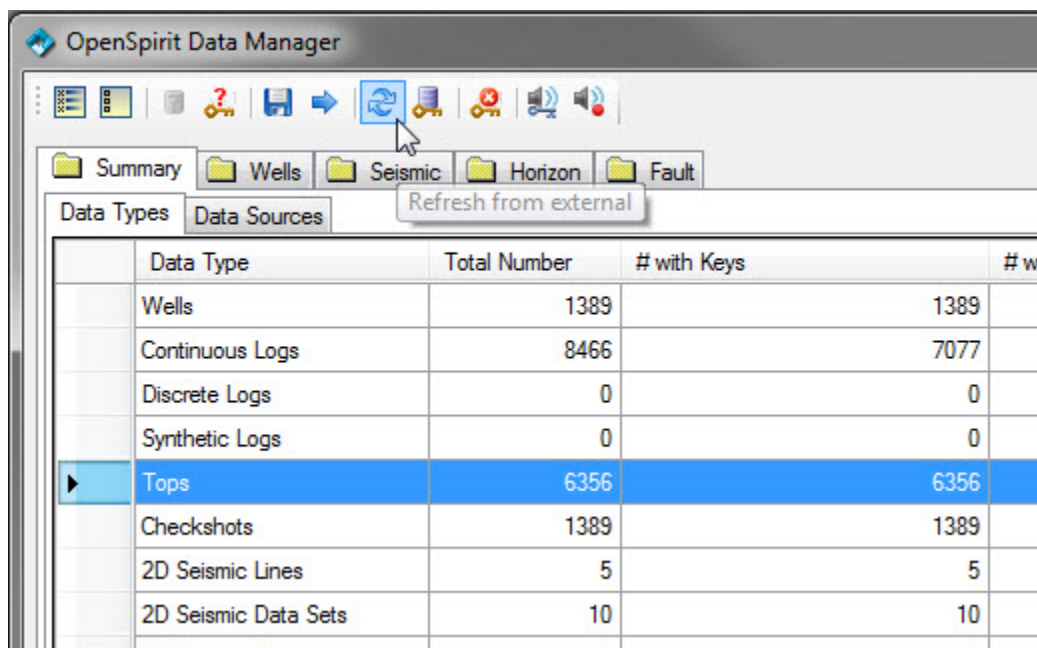 OpenSpirit Data Manager
Summary Wells Seismic Horizon Fault
Refresh from external
Data Types Data Sources
Data Type Total Number # with Keys # w
Wells 1389 1389
Continuous Logs 8466 7077
Discrete Logs 0 0
Synthetic Logs 0 0
Tops 6356 6356
Checkshots 1389 1389
2D Seismic Lines 5 5
2D Seismic Data Sets 10 10